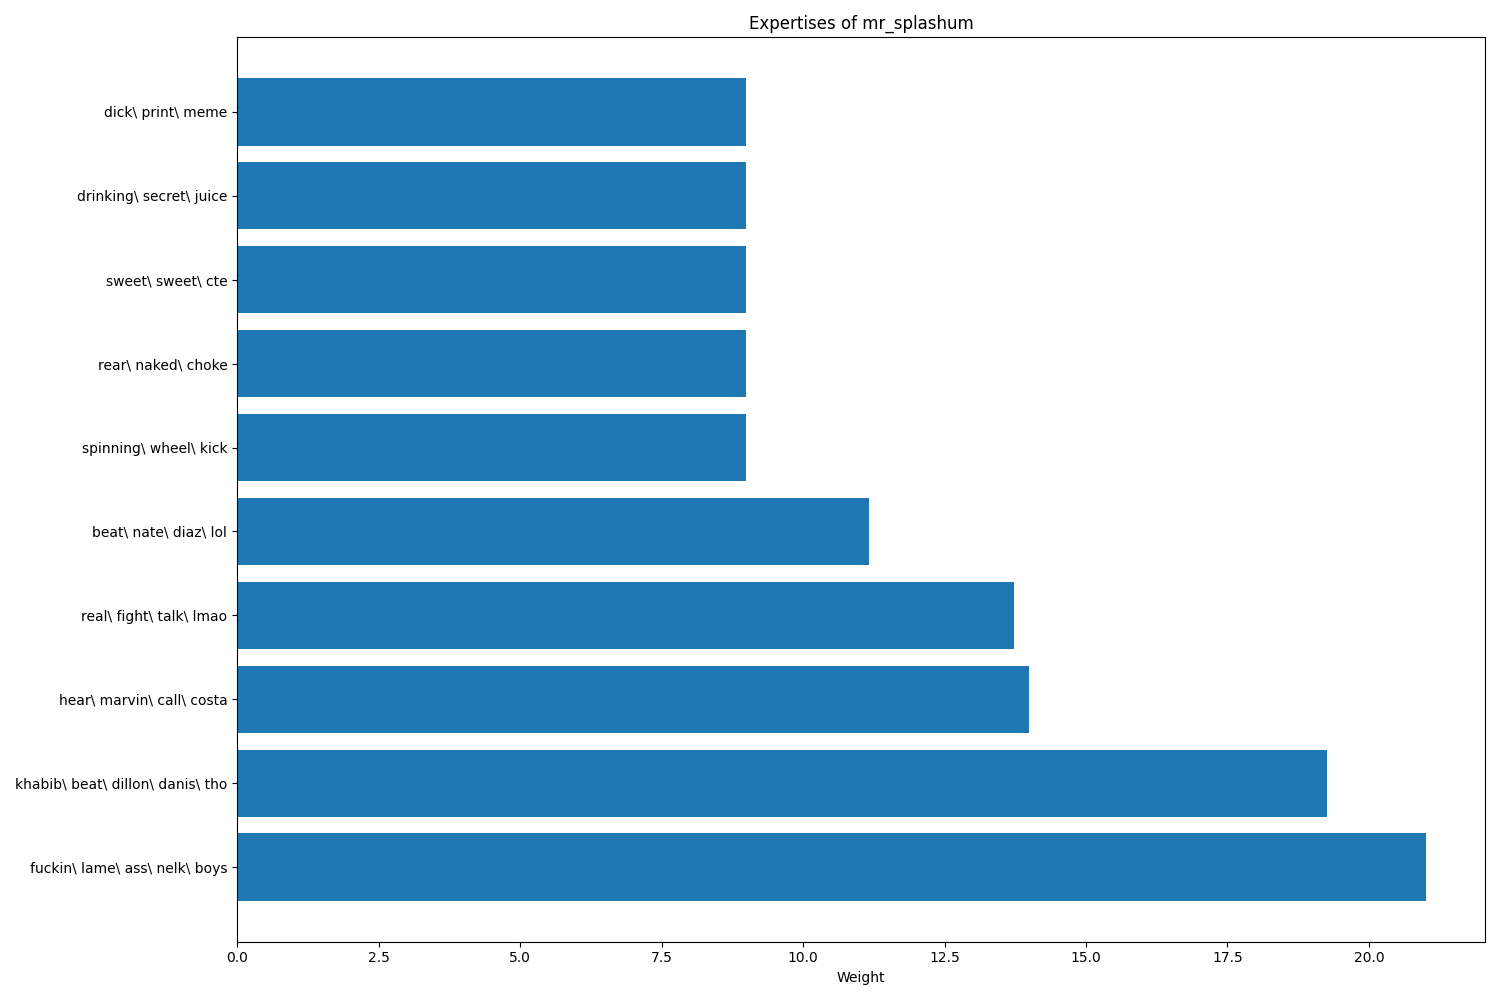 Expertises of mr_splashum
dick\ print\ meme
drinking\ secret\ juice
sweet\ sweet\ cte
rear\ naked\ choke
spinning\ wheel\ kick
beat\ nate\ diaz\ lol
real\ fight\ talk\ lmao
hear\ marvin\ call\ costa
khabib\ beat\ dillon\ danis\ tho
fuckin\ lame\ ass\ nelk\ boys
0.0 2.5 5.0 7.5 10.0 12.5 15.0 17.5 20.0
Weight